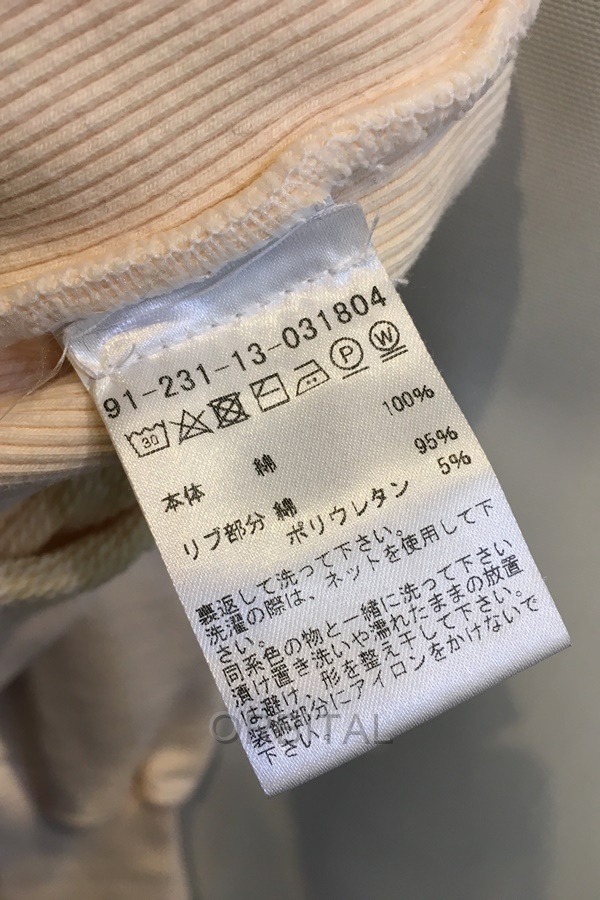 91-231-13-031804
30 P W
本体 綿 100%
リブ部分 綿 95%
ポリウレタン 5%
裏返して洗って下さい。
洗濯の際は、ネットを使用して下
さい。
同系色の物と一緒に洗って下さい
漬け置き洗いや濡れたままの放置
は避け、形を整え干して下さい。
装飾部分にアイロンをかけないで
下さい。